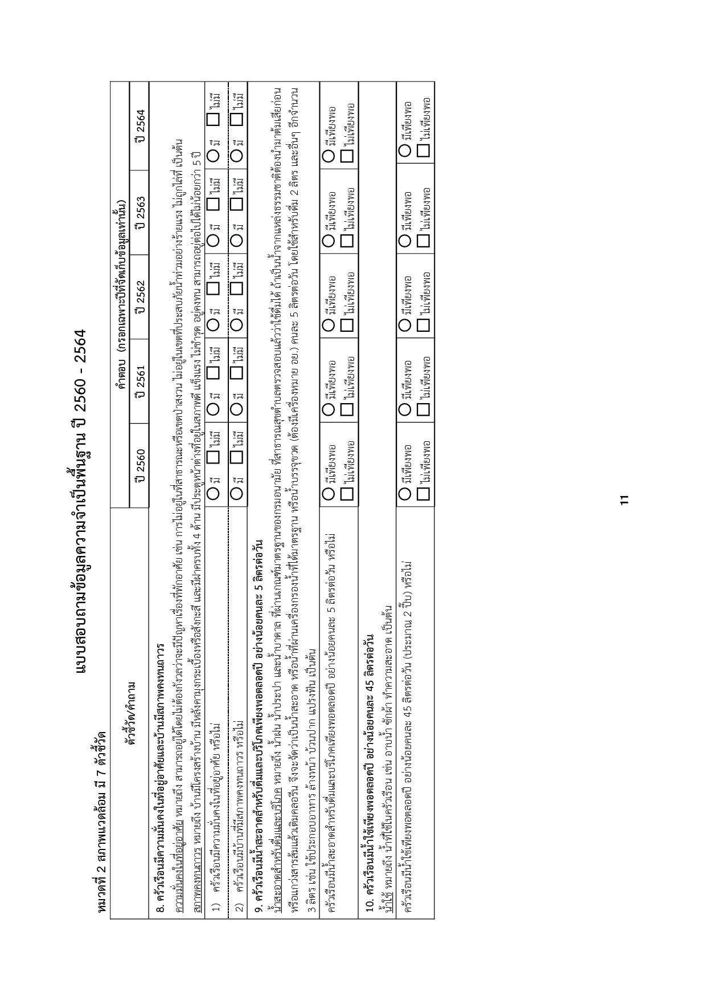 แบบสอบถามข้อมูลความจำเป็นพื้นฐาน ปี 2560 - 2564
หมวดที่ 2 สภาพแวดล้อม มี 7 ตัวชี้วัด
ตัวชี้วัด/คำถาม
คำตอบ (กรอกเฉพาะปีที่จัดเก็บข้อมูลเท่านั้น)
ปี 2560 ปี 2561 ปี 2562 ปี 2563 ปี 2564
8. ครัวเรือนมีความมั่นคงในที่อยู่อาศัยและบ้านมีสภาพคงทนถาวร
ความมั่นคงในที่อยู่อาศัย หมายถึง สามารถอยู่ได้โดยไม่ต้องกังวลว่าจะมีปัญหาเรื่องที่พักอาศัย เช่น การไม่อยู่ในที่สาธารณะหรือเขตป่าสงวน ไม่อยู่ในเขตที่ประสบภัยน้ำท่วมอย่างร้ายแรง ไม่ถูกไล่ที่ เป็นต้น
สภาพคงทนถาวร หมายถึง บ้านมีโครงสร้างบ้าน มีหลังคามุงกระเบื้องหรือสังกะสี และมีฝาครบทั้ง 4 ด้าน มีประตูหน้าต่างที่อยู่ในสภาพดี แข็งแรง ไม่ชำรุด อยู่คงทน สามารถอยู่ต่อไปได้ไม่น้อยกว่า 5 ปี
1) ครัวเรือนมีความมั่นคงในที่อยู่อาศัย หรือไม่ มี ไม่มี มี ไม่มี มี ไม่มี มี ไม่มี มี ไม่มี
2) ครัวเรือนมีบ้านที่มีสภาพคงทนถาวร หรือไม่ มี ไม่มี มี ไม่มี มี ไม่มี มี ไม่มี มี ไม่มี
9. ครัวเรือนมีน้ำสะอาดสำหรับดื่มและบริโภคเพียงพอตลอดปี อย่างน้อยคนละ 5 ลิตรต่อวัน
น้ำสะอาดสำหรับดื่มและบริโภค หมายถึง น้ำฝน น้ำประปา และน้ำบาดาล ที่ผ่านเกณฑ์มาตรฐานของกรมอนามัย ที่สาธารณสุขตำบลตรวจสอบแล้วว่าใช้ดื่มได้ ถ้าเป็นน้ำจากแหล่งธรรมชาติต้องนำมาต้มเสียก่อน
หรือแกว่งสารส้มแล้วเติมคลอรีน จึงจะจัดว่าเป็นน้ำสะอาด หรือน้ำที่ผ่านเครื่องกรองน้ำที่ได้มาตรฐาน หรือน้ำบรรจุขวด (ต้องมีเครื่องหมาย อย.) คนละ 5 ลิตรต่อวัน โดยใช้สำหรับดื่ม 2 ลิตร และอื่นๆ อีกจำนวน
3 ลิตร เช่น ใช้ประกอบอาหาร ล้างหน้า บ้วนปาก แปรงฟัน เป็นต้น
ครัวเรือนมีน้ำสะอาดสำหรับดื่มและบริโภคเพียงพอตลอดปี อย่างน้อยคนละ 5 ลิตรต่อวัน หรือไม่ มีเพียงพอ มีเพียงพอ มีเพียงพอ มีเพียงพอ มีเพียงพอ
ไม่เพียงพอ ไม่เพียงพอ ไม่เพียงพอ ไม่เพียงพอ ไม่เพียงพอ
10. ครัวเรือนมีน้ำใช้เพียงพอตลอดปี อย่างน้อยคนละ 45 ลิตรต่อวัน
น้ำใช้ หมายถึง น้ำที่ใช้ในครัวเรือน เช่น อาบน้ำ ซักผ้า ทำความสะอาด เป็นต้น
ครัวเรือนมีน้ำใช้เพียงพอตลอดปี อย่างน้อยคนละ 45 ลิตรต่อวัน (ประมาณ 2 ปี๊บ) หรือไม่ มีเพียงพอ มีเพียงพอ มีเพียงพอ มีเพียงพอ มีเพียงพอ
ไม่เพียงพอ ไม่เพียงพอ ไม่เพียงพอ ไม่เพียงพอ ไม่เพียงพอ
11